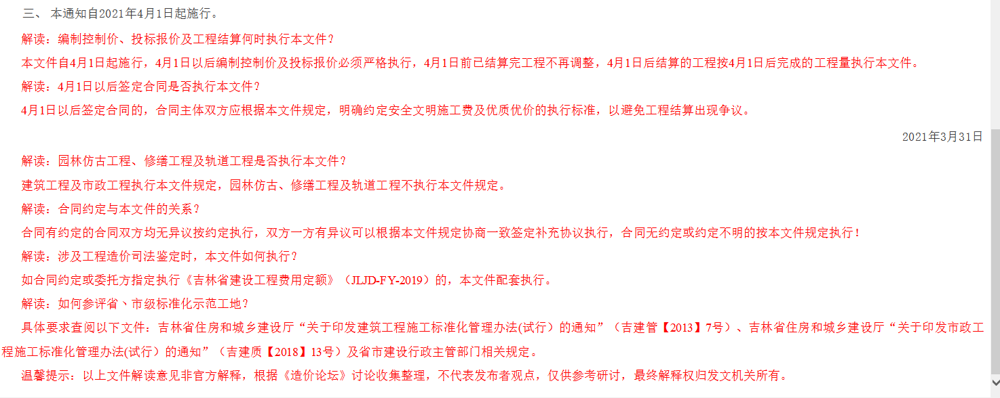 三、 本通知自2021年4月1日起施行。
解读：编制控制价、投标报价及工程结算何时执行本文件？
本文件自4月1日起施行，4月1日以后编制控制价及投标报价必须严格执行，4月1日前已结算完工程不再调整，4月1日后结算的工程按4月1日后完成的工程量执行本文件。
解读：4月1日以后签定合同是否执行本文件？
4月1日以后签定合同的，合同主体双方应根据本文件规定，明确约定安全文明施工费及优质优价的执行标准，以避免工程结算出现争议。
2021年3月31日
解读：园林仿古工程、修缮工程及轨道工程是否执行本文件？
建筑工程及市政工程执行本文件规定，园林仿古、修缮工程及轨道工程不执行本文件规定。
解读：合同约定与本文件的关系？
合同有约定的合同双方均无异议按约定执行，双方一方有异议可以根据本文件规定协商一致签定补充协议执行，合同无约定或约定不明的按本文件规定执行！
解读：涉及工程造价司法鉴定时，本文件如何执行？
如合同约定或委托方指定执行《吉林省建设工程费用定额》（JLJD-FY-2019）的，本文件配套执行。
解读：如何参评省丶市级标准化示范工地？
具体要求查阅以下文件：吉林省住房和城乡建设厅“关于印发建筑工程施工标准化管理办法(试行）的通知”（吉建管【2013】7号）、吉林省住房和城乡建设厅“关于印发市政工
程施工标准化管理办法(试行）的通知”（吉建质【2018】13号）及省市建设行政主管部门相关规定。
温馨提示：以上文件解读意见非官方解释，根据《造价论坛》讨论收集整理，不代表发布者观点，仅供参考研讨，最终解释权归发文机关所有。